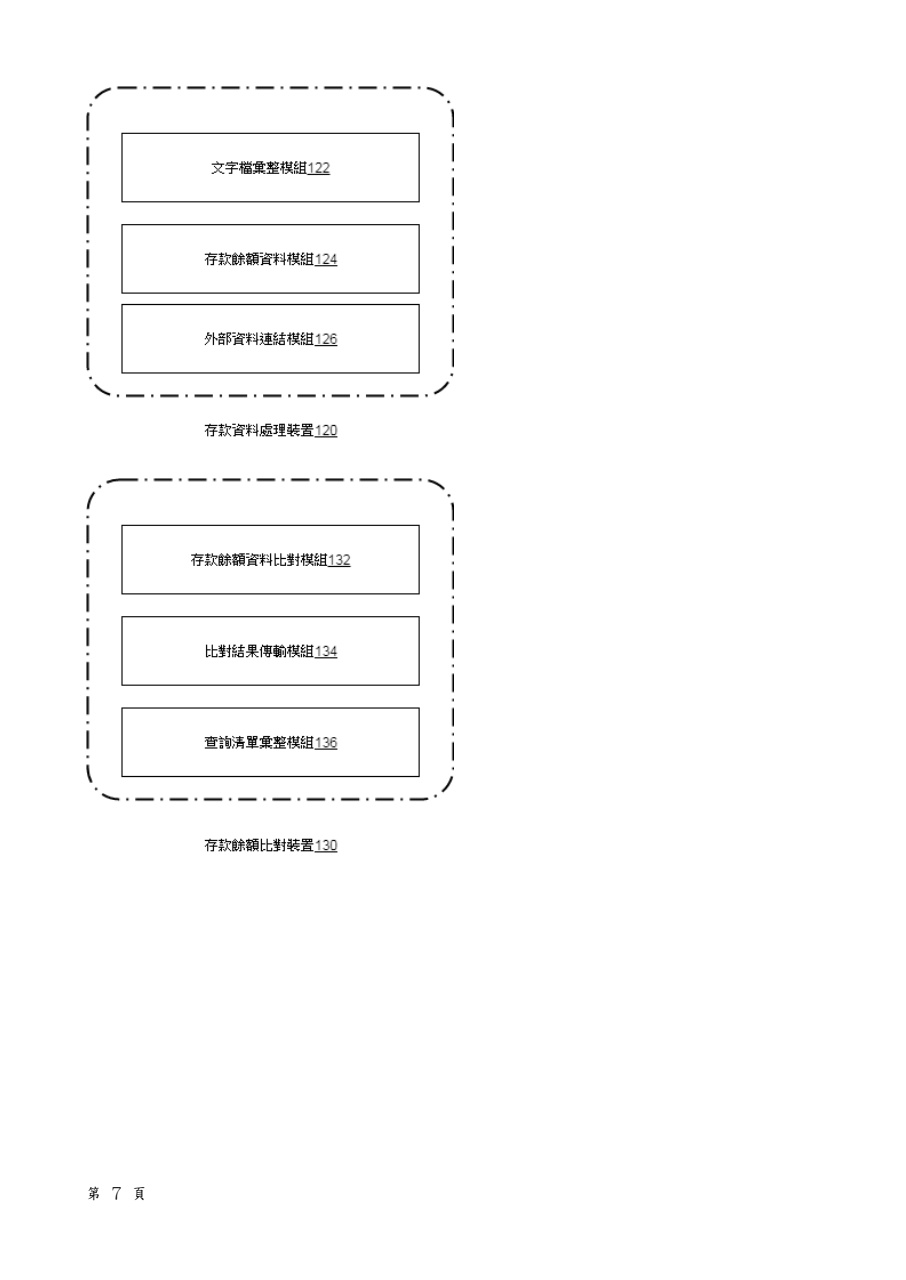 文字檔彙整模組122
存款餘額資料模組124
外部資料連結模組126
存款資料處理裝置120
存款餘額資料比對模組132
比對結果傳輸模組134
查詢清單彙整模組136
存款餘額比對裝置130
第 7 頁